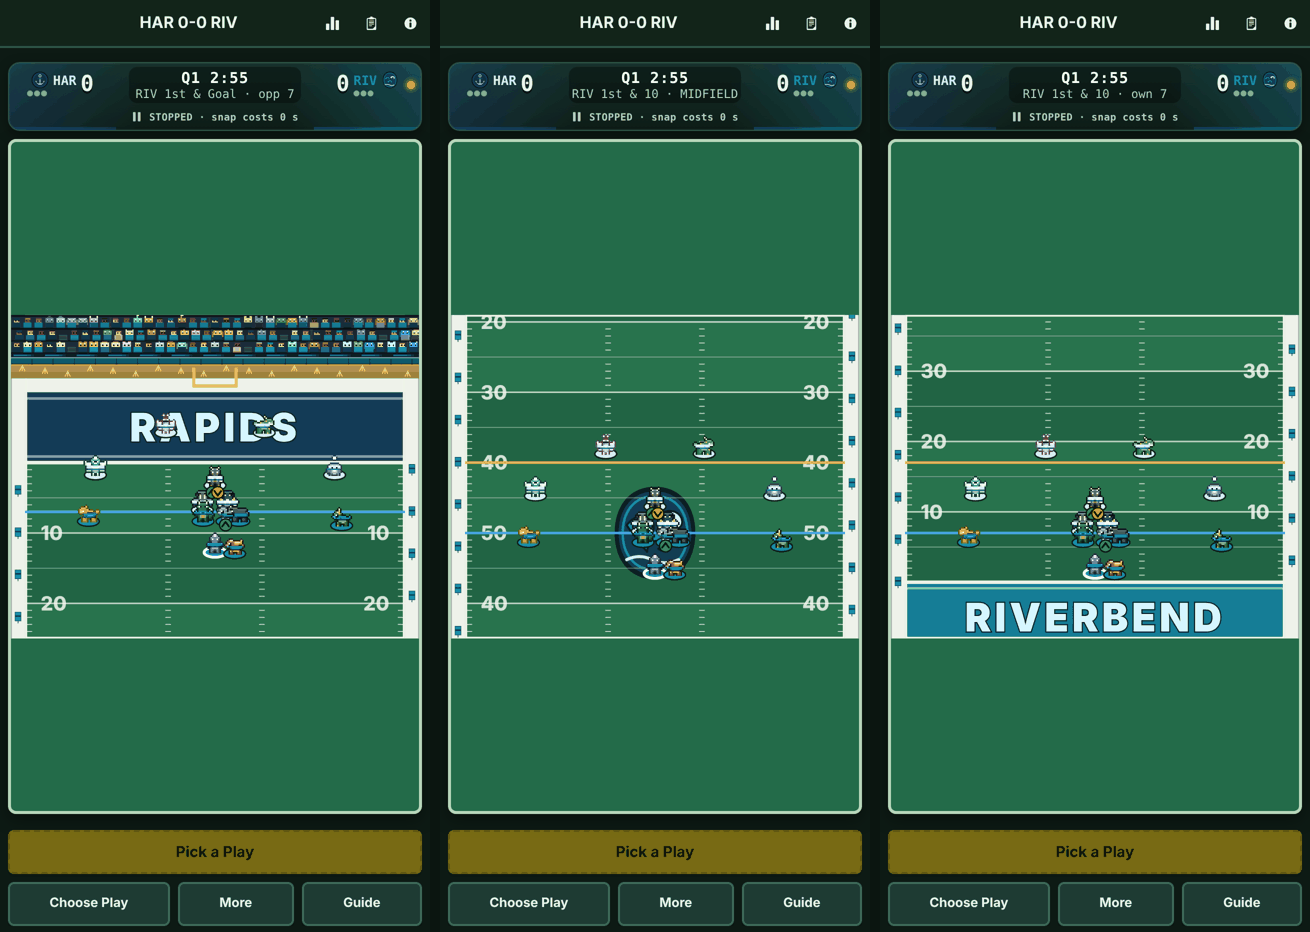 HAR 0-0 RIV
HAR 0
Q1 2:55
0 RIV
RIV 1st & Goal · opp 7
STOPPED · snap costs 0 s
RAPIDS
10 10
20 20
Pick a Play
Choose Play
More
Guide
HAR 0-0 RIV
HAR 0
Q1 2:55
0 RIV
RIV 1st & 10 · MIDFIELD
STOPPED · snap costs 0 s
20 20
30 30
40 40
50 50
40 40
Pick a Play
Choose Play
More
Guide
HAR 0-0 RIV
HAR 0
Q1 2:55
0 RIV
RIV 1st & 10 · own 7
STOPPED · snap costs 0 s
30 30
20 20
10 10
RIVERBEND
Pick a Play
Choose Play
More
Guide